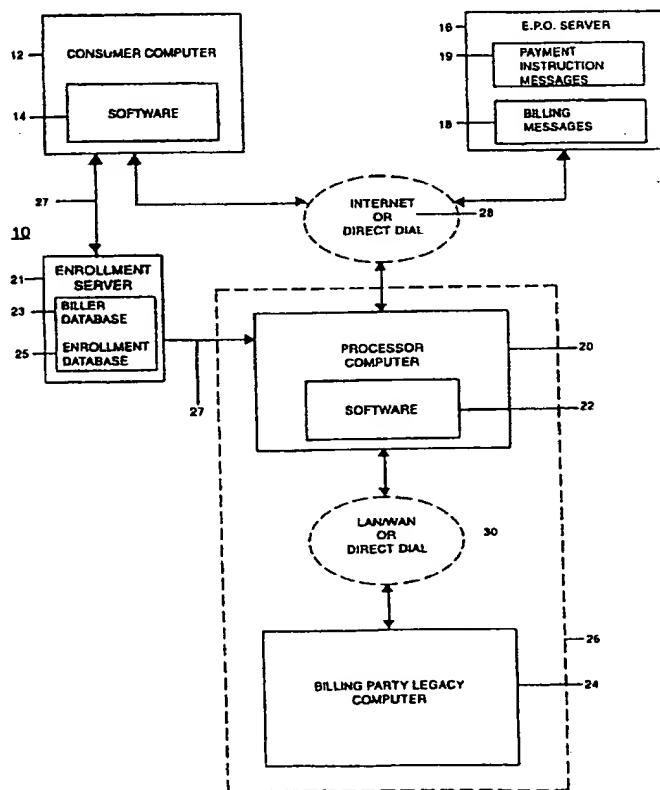 12
CONSUMER COMPUTER
14
SOFTWARE
16
E.P.O. SERVER
19
PAYMENT
INSTRUCTION
MESSAGES
18
BILLING
MESSAGES
27
INTERNET
OR
DIRECT DIAL
28
10
21
ENROLLMENT
SERVER
23
BILLER
DATABASE
25
ENROLLMENT
DATABASE
27
PROCESSOR
COMPUTER
20
SOFTWARE
22
LAN/WAN
OR
DIRECT DIAL
30
BILLING PARTY LEGACY
COMPUTER
26
24